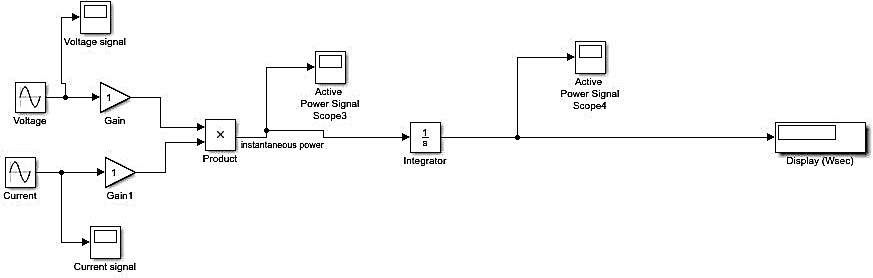 Voltage signal
Voltage
1
Gain
Active
Power Signal
Scope3
×
Product
instantaneous power
1
s
Integrator
Active
Power Signal
Scope4
Display (Wsec)
Current
1
Gain1
Current signal